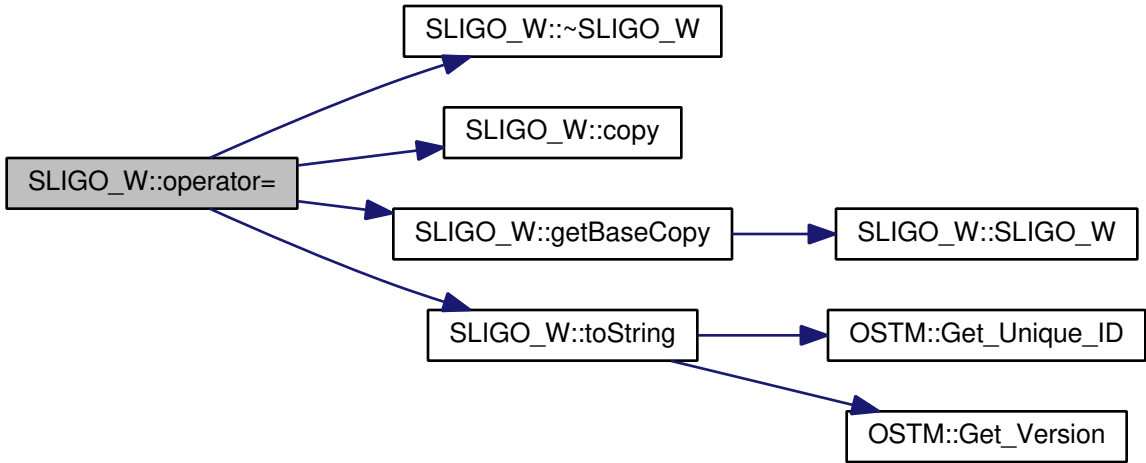 SLIGO_W::~SLIGO_W
SLIGO_W::copy
SLIGO_W::operator=
SLIGO_W::getBaseCopy
SLIGO_W::SLIGO_W
SLIGO_W::toString
OSTM::Get_Unique_ID
OSTM::Get_Version